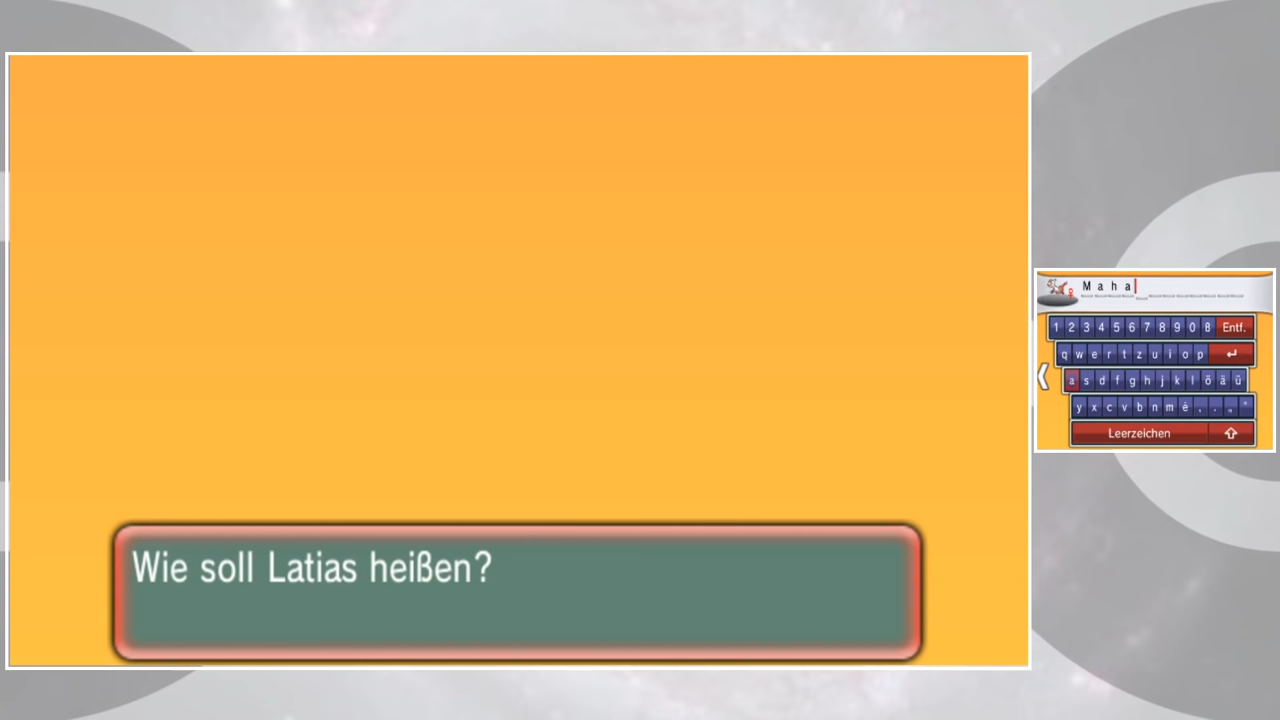 Wie soll Latias heißen?
Maha
1 2 3 4 5 6 7 8 9 0 ß Entf.
q w e r t z u i o p
a s d f g h j k l ö ä ü
y x c v b n m é , .
Leerzeichen